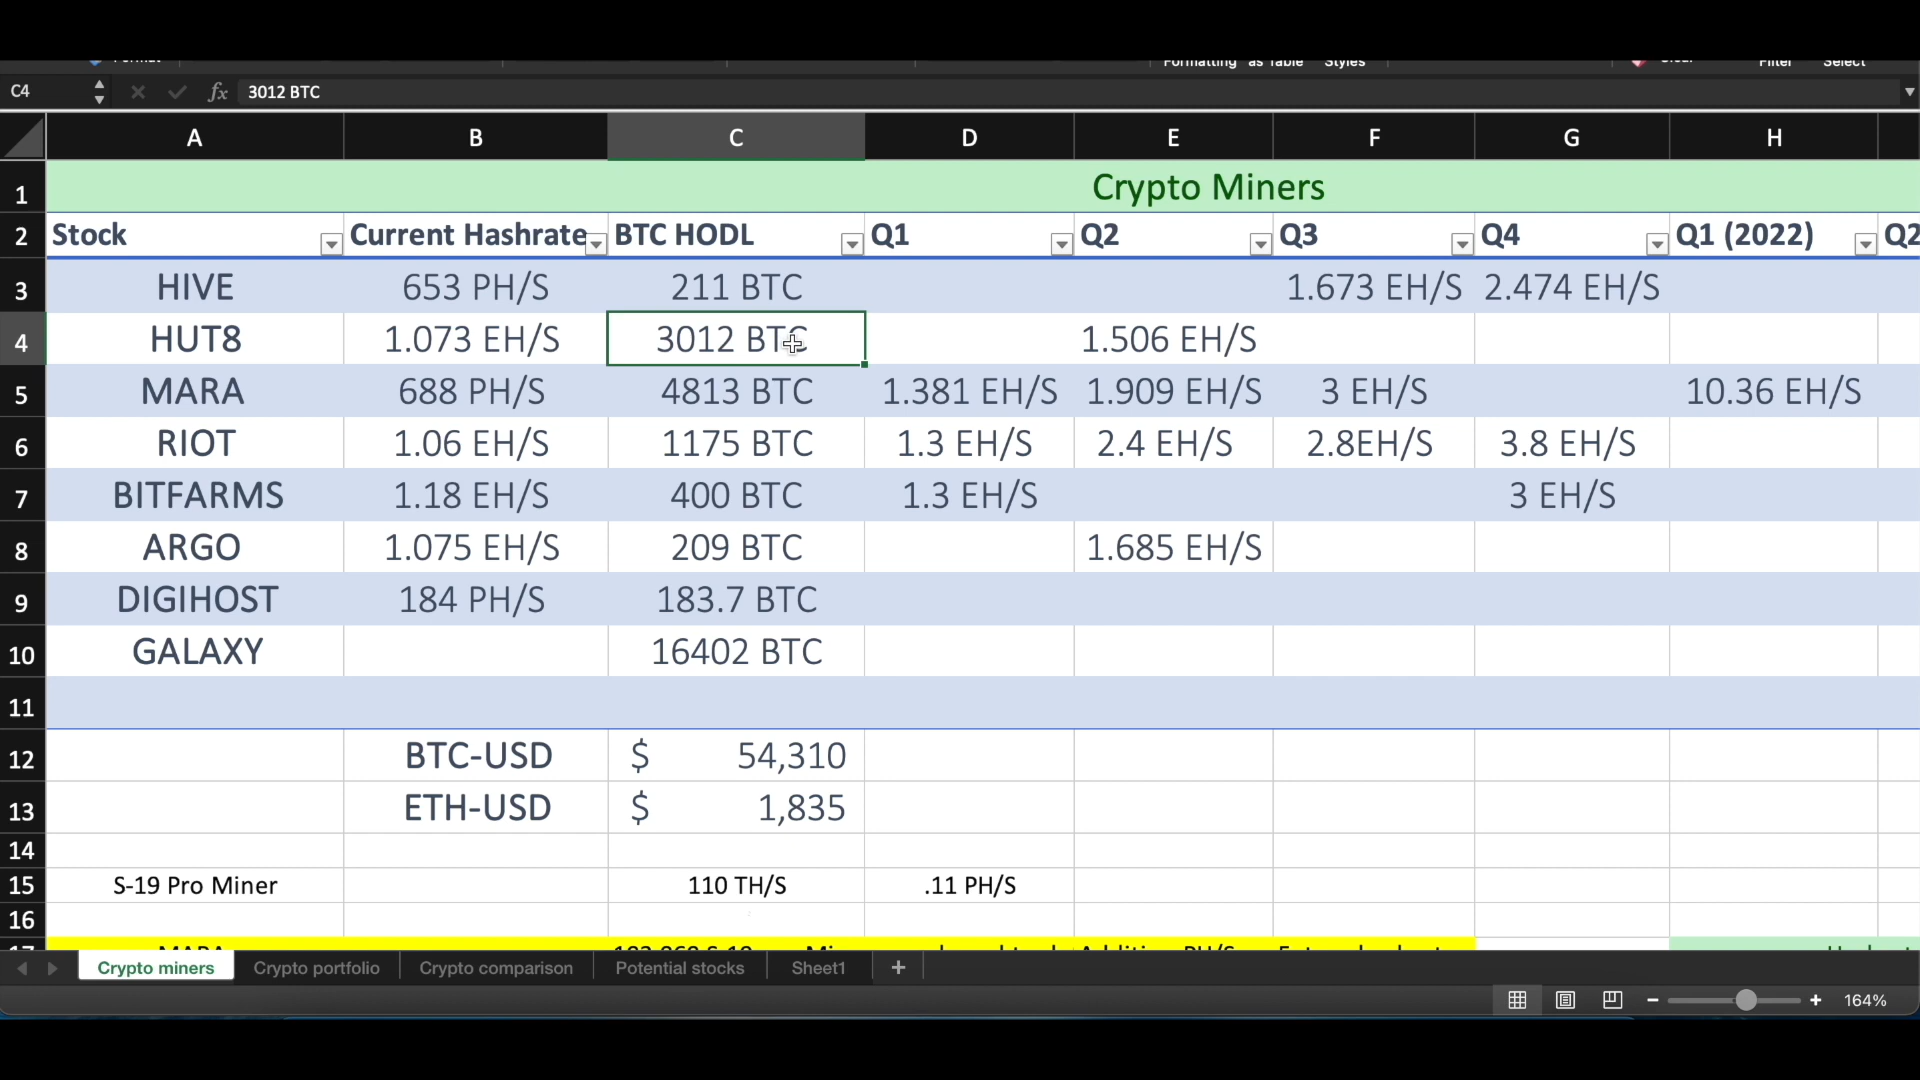 Formatting as Table Styles Filter Select
C4 fx 3012 BTC
A B C D E F G H
1 Crypto Miners
2 Stock Current Hashrate BTC HODL Q1 Q2 Q3 Q4 Q1 (2022) Q2
3 HIVE 653 PH/S 211 BTC 1.673 EH/S 2.474 EH/S
4 HUT8 1.073 EH/S 3012 BTC 1.506 EH/S
5 MARA 688 PH/S 4813 BTC 1.381 EH/S 1.909 EH/S 3 EH/S 10.36 EH/S
6 RIOT 1.06 EH/S 1175 BTC 1.3 EH/S 2.4 EH/S 2.8EH/S 3.8 EH/S
7 BITFARMS 1.18 EH/S 400 BTC 1.3 EH/S 3 EH/S
8 ARGO 1.075 EH/S 209 BTC 1.685 EH/S
9 DIGIHOST 184 PH/S 183.7 BTC
10 GALAXY 16402 BTC
11
12 BTC-USD $ 54,310
13 ETH-USD $ 1,835
14
15 S-19 Pro Miner 110 TH/S .11 PH/S
16
Crypto miners Crypto portfolio Crypto comparison Potential stocks Sheet1 +
164%